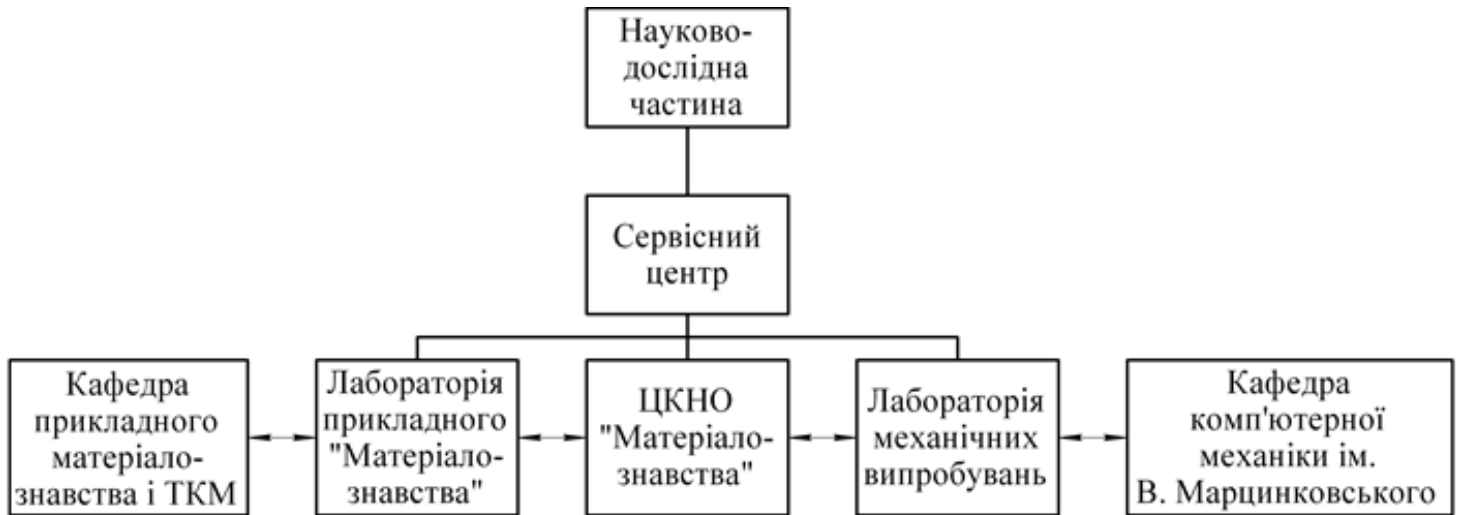 Науково-
дослідна
частина
Сервісний
центр
Кафедра
прикладного
матеріало-
знавства і ТКМ
Лабораторія
прикладного
"Матеріало-
знавства"
ЦКНО
"Матеріало-
знавства"
Лабораторія
механічних
випробувань
Кафедра
комп'ютерної
механіки ім.
В. Марцинковського